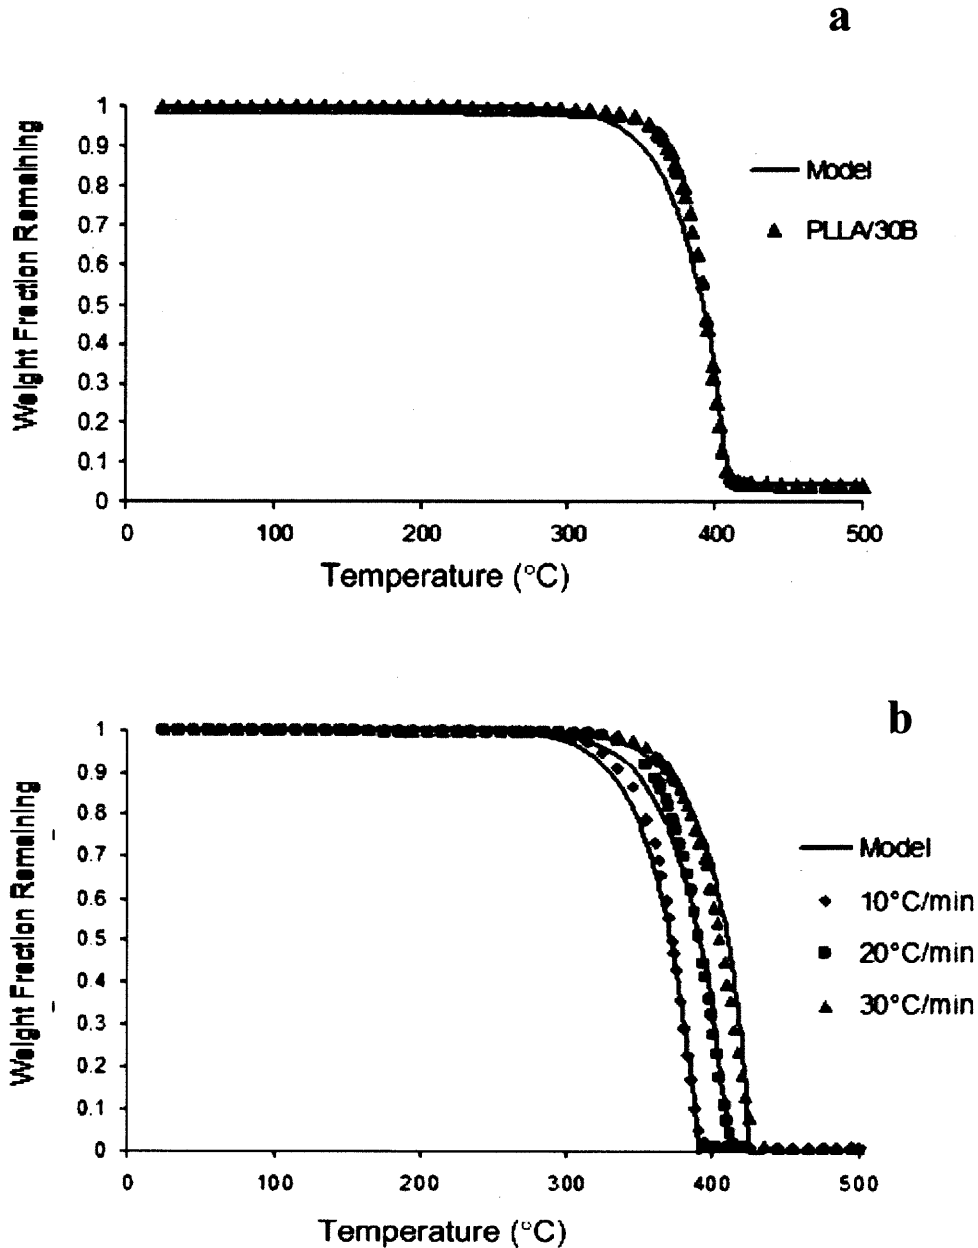 a
1
0.9
0.8
0.7
0.6
0.5
0.4
0.3
0.2
0.1
0
Weight Fraction Remaining
Model
PLLA/30B
0 100 200 300 400 500
Temperature (°C)
b
1
0.9
0.8
0.7
0.6
0.5
0.4
0.3
0.2
0.1
0
Weight Fraction Remaining
Model
10°C/min
20°C/min
30°C/min
0 100 200 300 400 500
Temperature (°C)